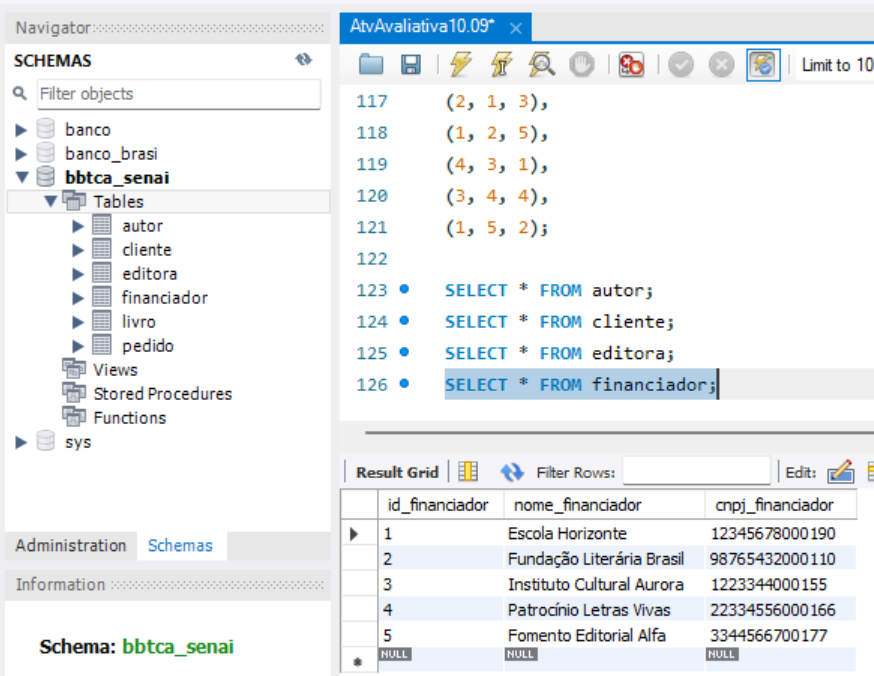 Navigator
SCHEMAS
Filter objects
banco
banco_brasi
bbtca_senai
Tables
autor
cliente
editora
financiador
livro
pedido
Views
Stored Procedures
Functions
sys
Administration Schemas
Information
Schema: bbtca_senai
AtvAvaliativa10.09* ×
Limit to 10
117 (2, 1, 3),
118 (1, 2, 5),
119 (4, 3, 1),
120 (3, 4, 4),
121 (1, 5, 2);
122
123 SELECT * FROM autor;
124 SELECT * FROM cliente;
125 SELECT * FROM editora;
126 SELECT * FROM financiador;
Result Grid Filter Rows: Edit:
id_financiador nome_financiador cnpj_financiador
1 Escola Horizonte 12345678000190
2 Fundação Literária Brasil 98765432000110
3 Instituto Cultural Aurora 1223344000155
4 Patrocínio Letras Vivas 22334556000166
5 Fomento Editorial Alfa 3344566700177
NULL NULL NULL